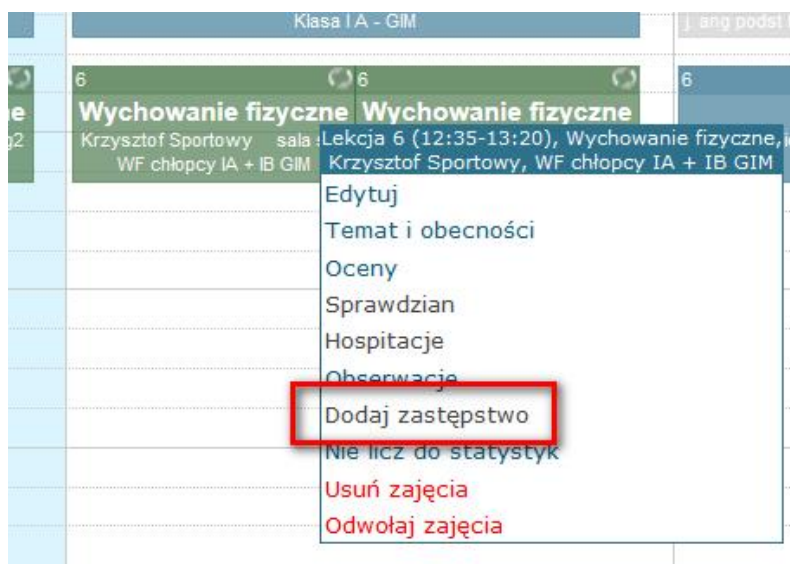 Klasa I A - GIM
j. ang podst
6
6
6
ne
Wychowanie fizyczne
Wychowanie fizyczne
g2
Krzysztof Sportowy sala
WF chłopcy IA + IB GIM
Lekcja 6 (12:35-13:20), Wychowanie fizyczne,
Krzysztof Sportowy, WF chłopcy IA + IB GIM
Edytuj
Temat i obecności
Oceny
Sprawdzian
Hospitacje
Obserwacje
Dodaj zastępstwo
Nie licz do statystyk
Usuń zajęcia
Odwołaj zajęcia